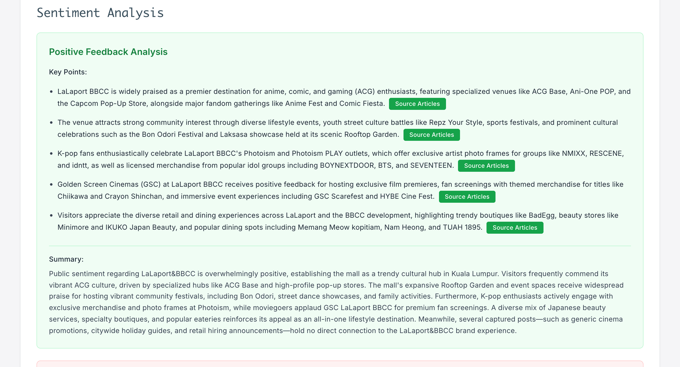 Sentiment Analysis
Positive Feedback Analysis
Key Points:
• LaLaport BBCC is widely praised as a premier destination for anime, comic, and gaming (ACG) enthusiasts, featuring specialized venues like ACG Base, Ani-One POP, and
the Capcom Pop-Up Store, alongside major fandom gatherings like Anime Fest and Comic Fiesta. Source Articles
• The venue attracts strong community interest through diverse lifestyle events, youth street culture battles like Repz Your Style, sports festivals, and prominent cultural
celebrations such as the Bon Odori Festival and Laksasa showcase held at its scenic Rooftop Garden. Source Articles
• K-pop fans enthusiastically celebrate LaLaport BBCC's Photoism and Photoism PLAY outlets, which offer exclusive artist photo frames for groups like NMIXX, RESCENE,
and idntt, as well as licensed merchandise from popular idol groups including BOYNEXTDOOR, BTS, and SEVENTEEN. Source Articles
• Golden Screen Cinemas (GSC) at LaLaport BBCC receives positive feedback for hosting exclusive film premieres, fan screenings with themed merchandise for titles like
Chiikawa and Crayon Shinchan, and immersive event experiences including GSC Scarefest and HYBE Cine Fest. Source Articles
• Visitors appreciate the diverse retail and dining experiences across LaLaport and the BBCC development, highlighting trendy boutiques like BadEgg, beauty stores like
Minimore and IKUKO Japan Beauty, and popular dining spots including Memang Meow kopitiam, Nam Heong, and TUAH 1895. Source Articles
Summary:
Public sentiment regarding LaLaport&BBCC is overwhelmingly positive, establishing the mall as a trendy cultural hub in Kuala Lumpur. Visitors frequently commend its
vibrant ACG culture, driven by specialized hubs like ACG Base and high-profile pop-up stores. The mall's expansive Rooftop Garden and event spaces receive widespread
praise for hosting vibrant community festivals, including Bon Odori, street dance showcases, and family activities. Furthermore, K-pop enthusiasts actively engage with
exclusive merchandise and photo frames at Photoism, while moviegoers applaud GSC LaLaport BBCC for premium fan screenings. A diverse mix of Japanese beauty
services, specialty boutiques, and popular eateries reinforces its appeal as an all-in-one lifestyle destination. Meanwhile, several captured posts—such as generic cinema
promotions, citywide holiday guides, and retail hiring announcements—hold no direct connection to the LaLaport&BBCC brand experience.